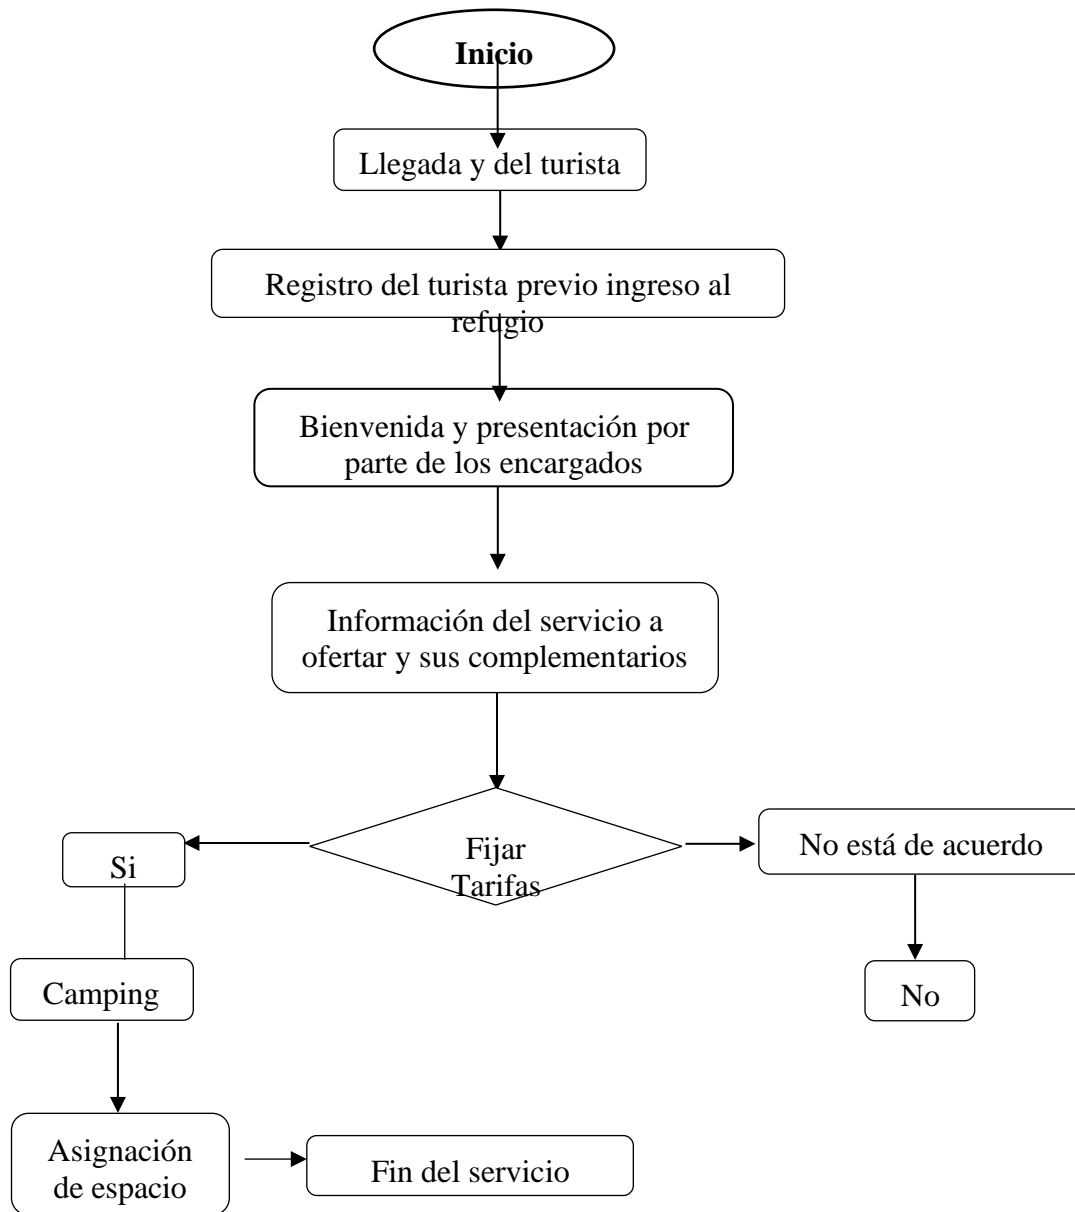 Inicio
Llegada y del turista
Registro del turista previo ingreso al
refugio
Bienvenida y presentación por
parte de los encargados
Información del servicio a
ofertar y sus complementarios
Fijar
Tarifas
Si
No está de acuerdo
Camping
No
Asignación
de espacio
Fin del servicio